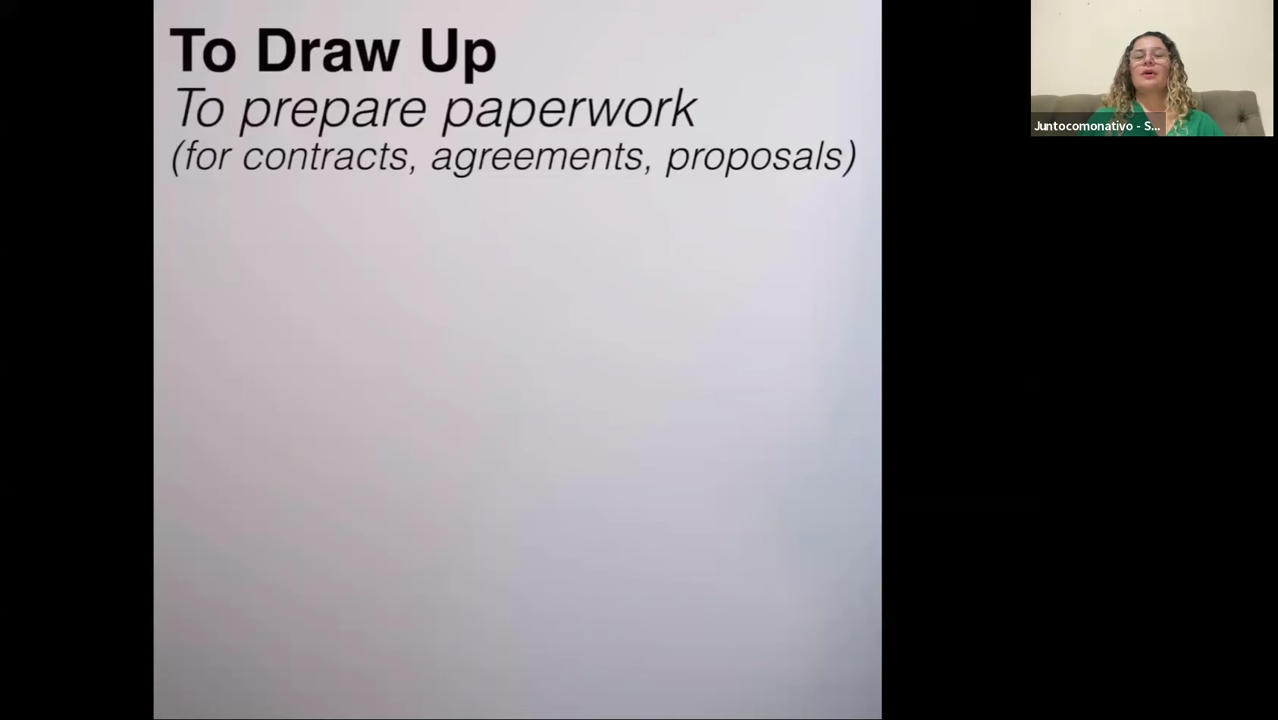 To Draw Up
To prepare paperwork
(for contracts, agreements, proposals)
Juntocomonativo - S...